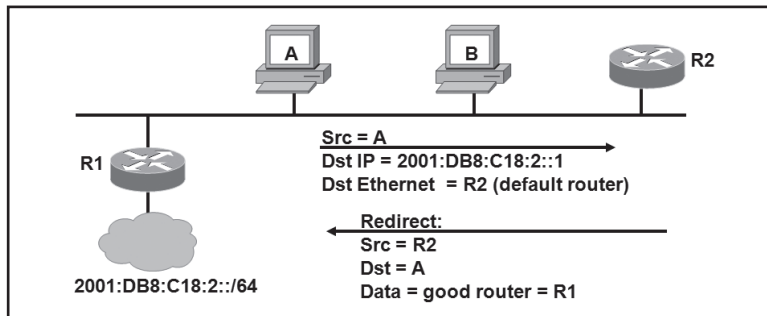 A
B
R2
R1
Src = A
Dst IP = 2001:DB8:C18:2::1
Dst Ethernet = R2 (default router)
Redirect:
Src = R2
Dst = A
Data = good router = R1
2001:DB8:C18:2::/64